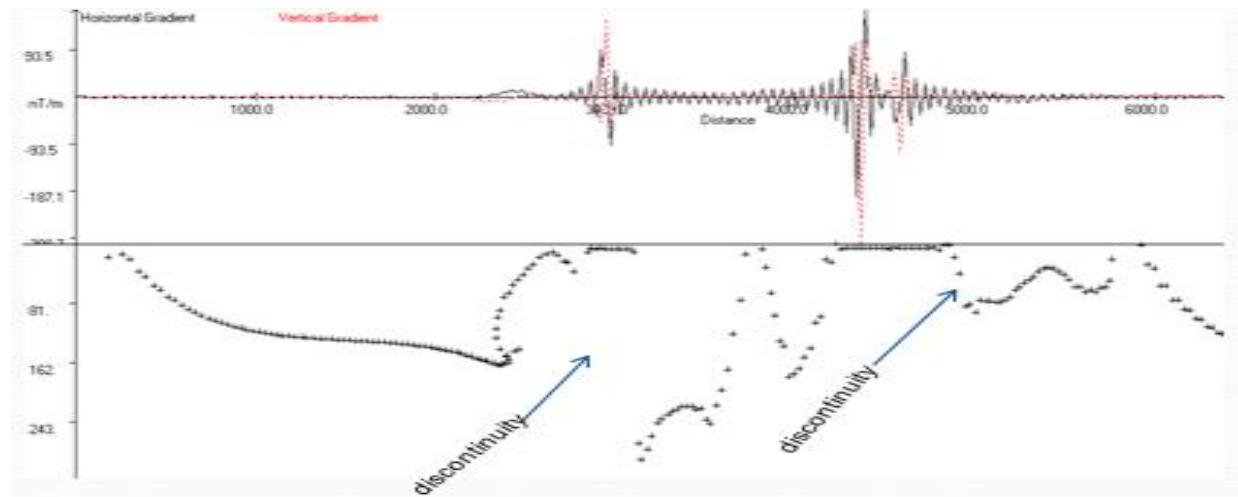 Horizontal Gradient Vertical Gradient
93.5
nT/m
1000.0 2000.0 4000.0 5000.0 6000.0
Distance
-93.5
-187.1
81.
162
243
discontinuity
discontinuity